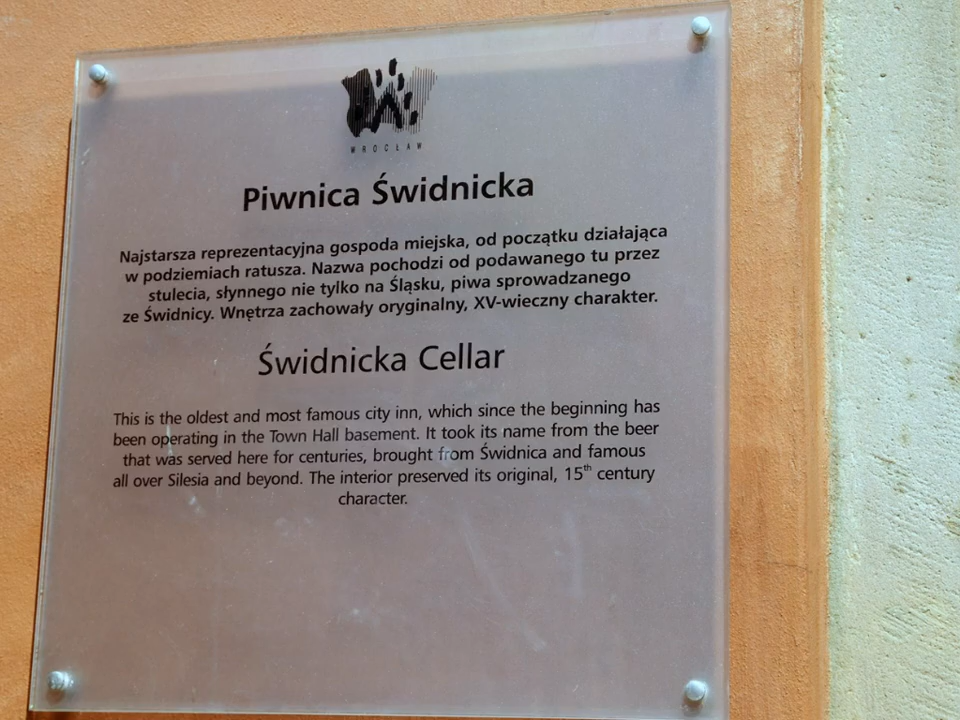 WROCŁAW
Piwnica Świdnicka
Najstarsza reprezentacyjna gospoda miejska, od początku działająca
w podziemiach ratusza. Nazwa pochodzi od podawanego tu przez
stulecia, słynnego nie tylko na Śląsku, piwa sprowadzanego
ze Świdnicy. Wnętrza zachowały oryginalny, XV-wieczny charakter.
Świdnicka Cellar
This is the oldest and most famous city inn, which since the beginning has
been operating in the Town Hall basement. It took its name from the beer
that was served here for centuries, brought from Świdnica and famous
all over Silesia and beyond. The interior preserved its original, 15th century
character.